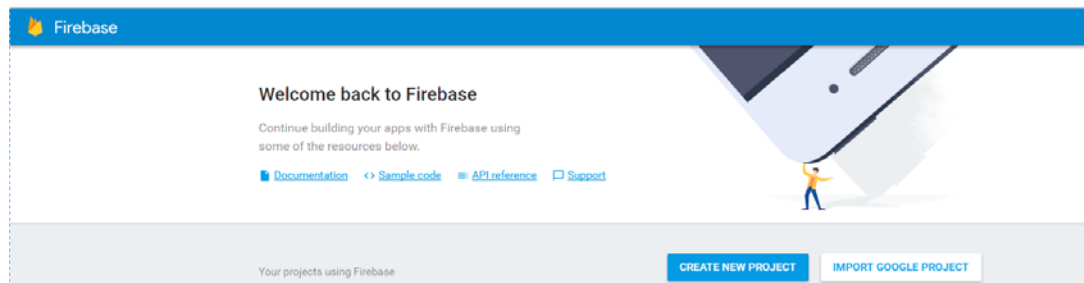 Firebase
Welcome back to Firebase
Continue building your apps with Firebase using
some of the resources below.
Documentation <> Sample code API reference Support
Your projects using Firebase
CREATE NEW PROJECT IMPORT GOOGLE PROJECT